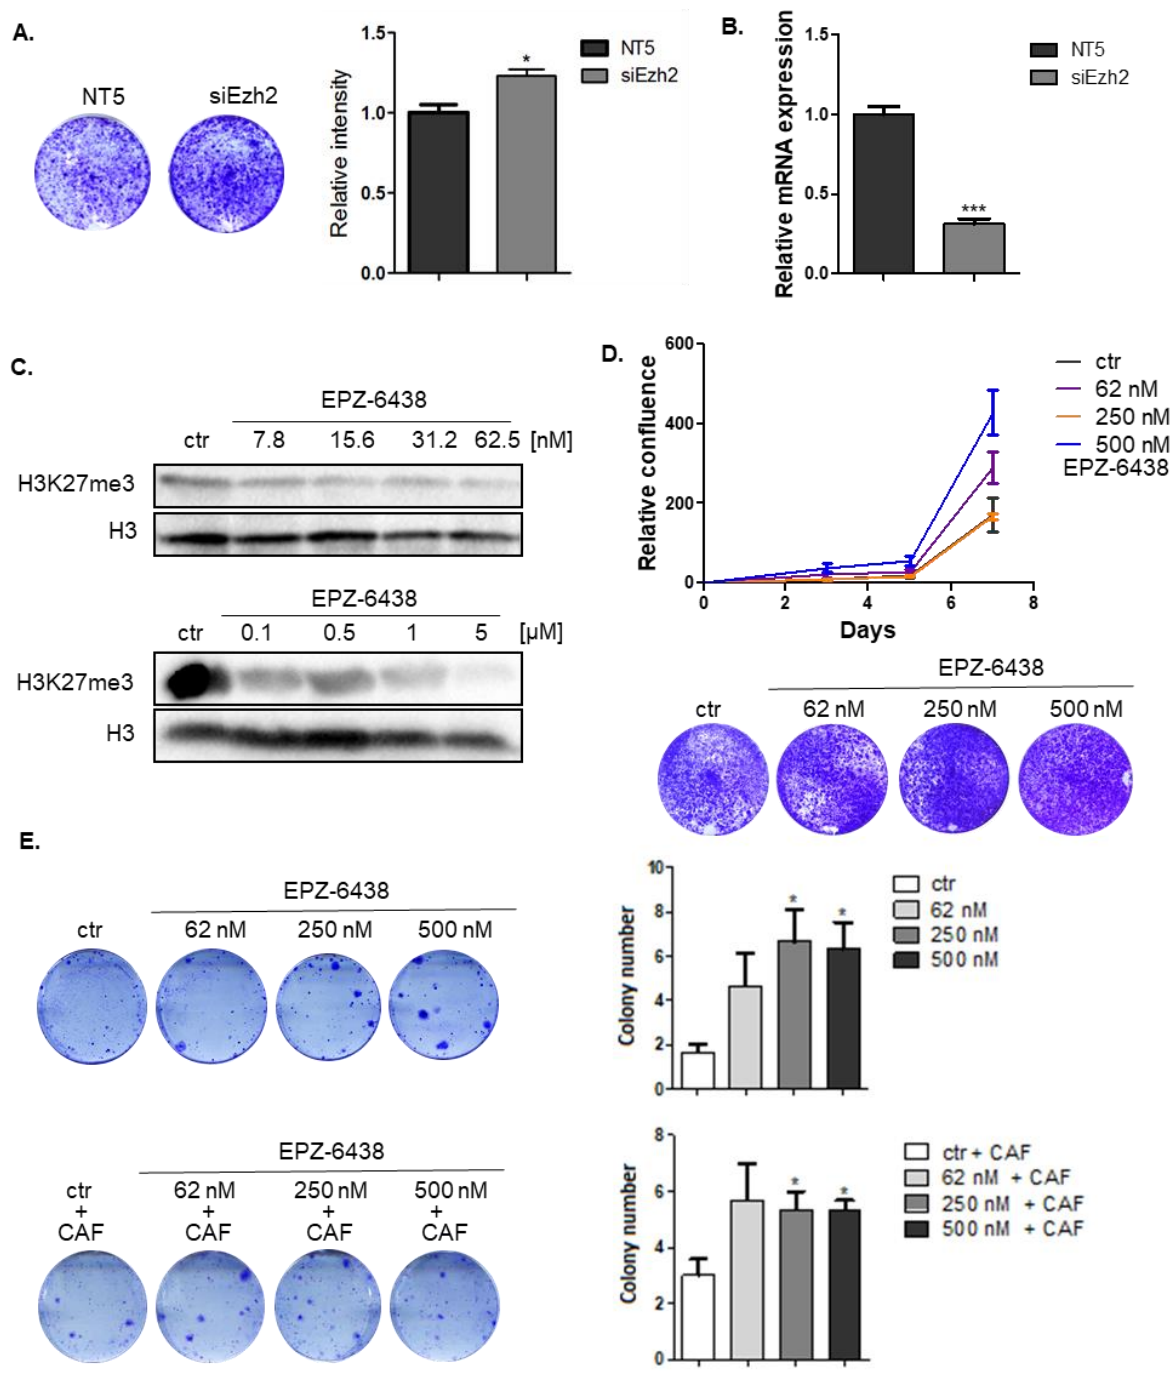 A.
NT5 siEzh2
Relative intensity
1.5
1.0
0.5
0.0
*
NT5
siEzh2
B.
Relative mRNA expression
1.5
1.0
0.5
0.0
***
NT5
siEzh2
C.
EPZ-6438
ctr 7.8 15.6 31.2 62.5 [nM]
H3K27me3
H3
EPZ-6438
ctr 0.1 0.5 1 5 [µM]
H3K27me3
H3
D.
Relative confluence
600
400
200
0
0 2 4 6 8
Days
ctr
62 nM
250 nM
500 nM
EPZ-6438
EPZ-6438
ctr 62 nM 250 nM 500 nM
E.
EPZ-6438
ctr 62 nM 250 nM 500 nM
Colony number
10
8
6
4
2
0
* *
ctr
62 nM
250 nM
500 nM
EPZ-6438
ctr 62 nM 250 nM 500 nM
+ + + +
CAF CAF CAF CAF
Colony number
8
6
4
2
0
* *
ctr + CAF
62 nM + CAF
250 nM + CAF
500 nM + CAF